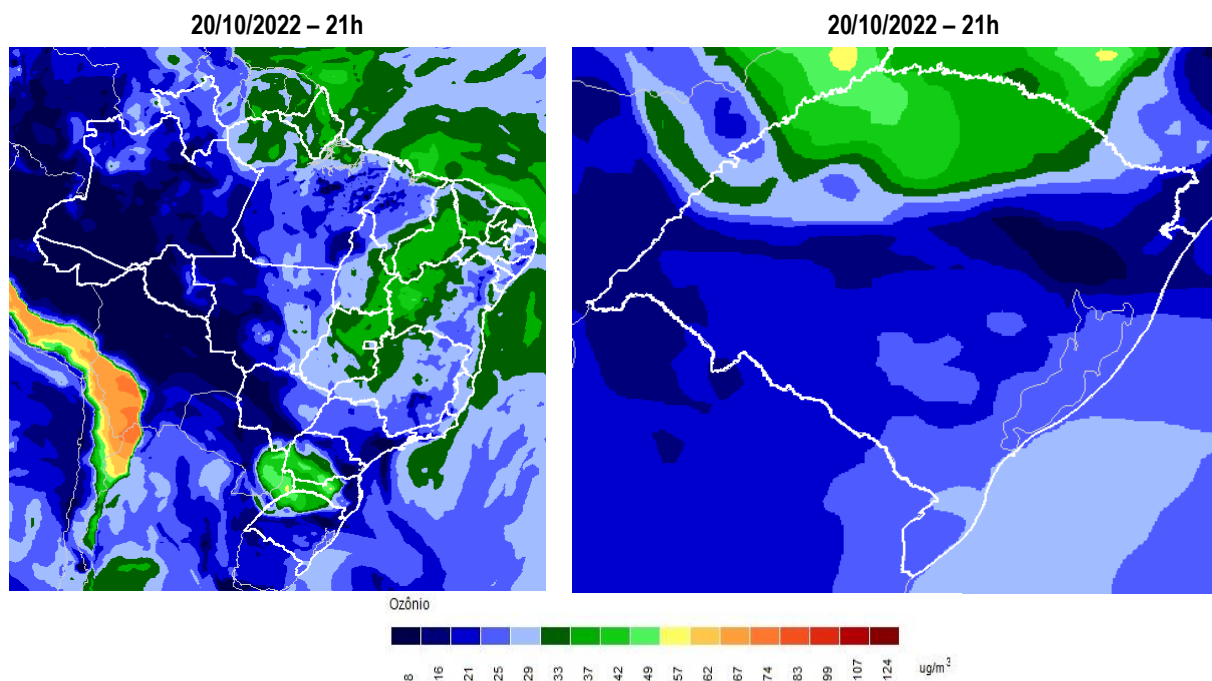 20/10/2022 – 21h
20/10/2022 – 21h
Ozônio
8 16 21 25 29 33 37 42 49 57 62 67 74 83 99 107 124 ug/m³